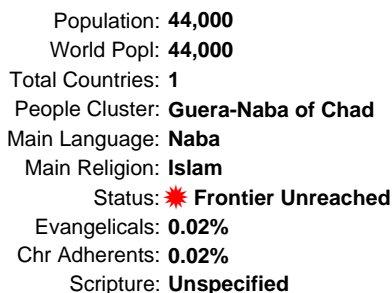 Population: 44,000
World Popl: 44,000
Total Countries: 1
People Cluster: Guera-Naba of Chad
Main Language: Naba
Main Religion: Islam
Status: Frontier Unreached
Evangelicals: 0.02%
Chr Adherents: 0.02%
Scripture: Unspecified